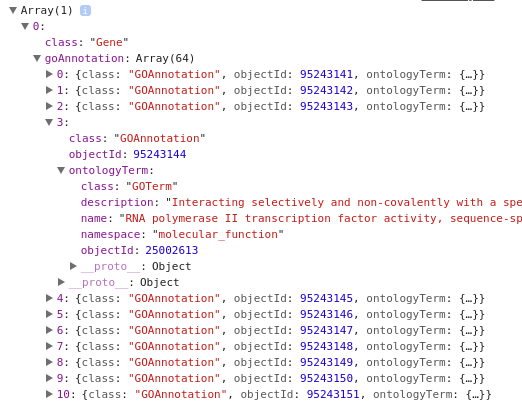 Array(1) i
0:
class: "Gene"
goAnnotation: Array(64)
0: {class: "GOAnnotation", objectId: 95243141, ontologyTerm: {…}}
1: {class: "GOAnnotation", objectId: 95243142, ontologyTerm: {…}}
2: {class: "GOAnnotation", objectId: 95243143, ontologyTerm: {…}}
3:
class: "GOAnnotation"
objectId: 95243144
ontologyTerm:
class: "GOTerm"
description: "Interacting selectively and non-covalently with a spe
name: "RNA polymerase II transcription factor activity, sequence-sp
namespace: "molecular_function"
objectId: 25002613
__proto__: Object
__proto__: Object
4: {class: "GOAnnotation", objectId: 95243145, ontologyTerm: {…}}
5: {class: "GOAnnotation", objectId: 95243146, ontologyTerm: {…}}
6: {class: "GOAnnotation", objectId: 95243147, ontologyTerm: {…}}
7: {class: "GOAnnotation", objectId: 95243148, ontologyTerm: {…}}
8: {class: "GOAnnotation", objectId: 95243149, ontologyTerm: {…}}
9: {class: "GOAnnotation", objectId: 95243150, ontologyTerm: {…}}
10: {class: "GOAnnotation", objectId: 95243151, ontologyTerm: {…}}